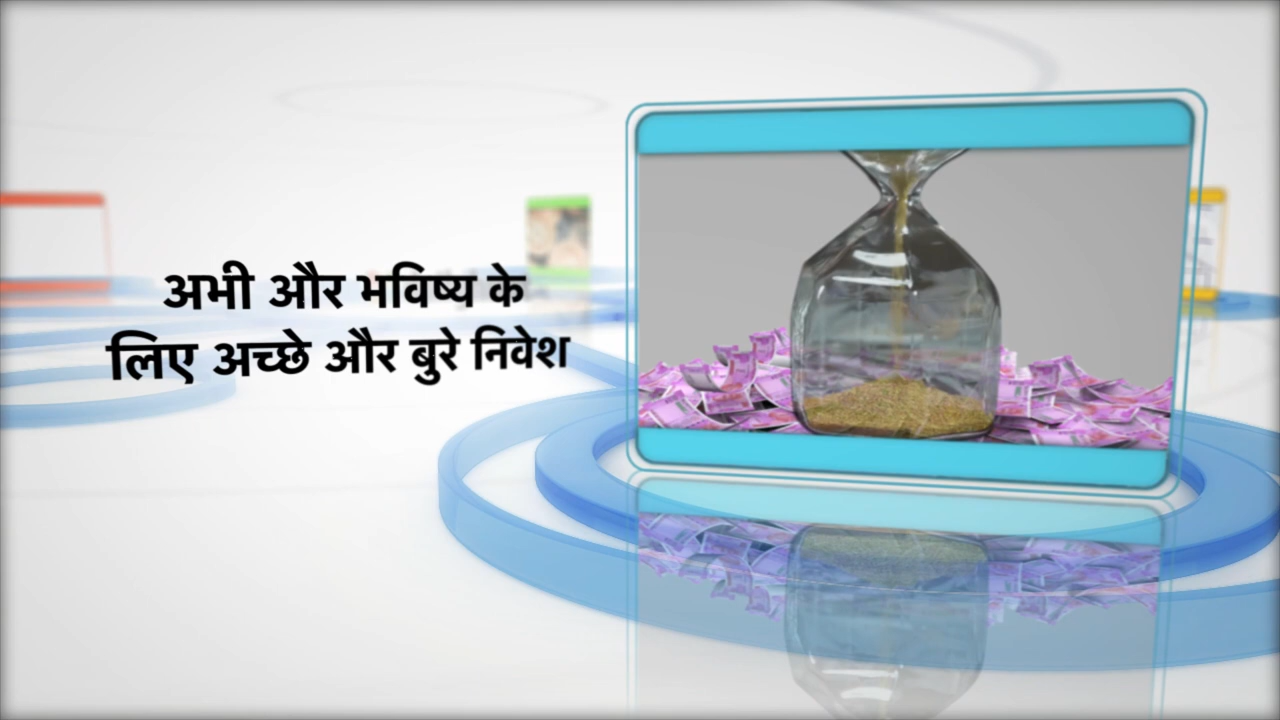 अभी और भविष्य के
लिए अच्छे और बुरे निवेश